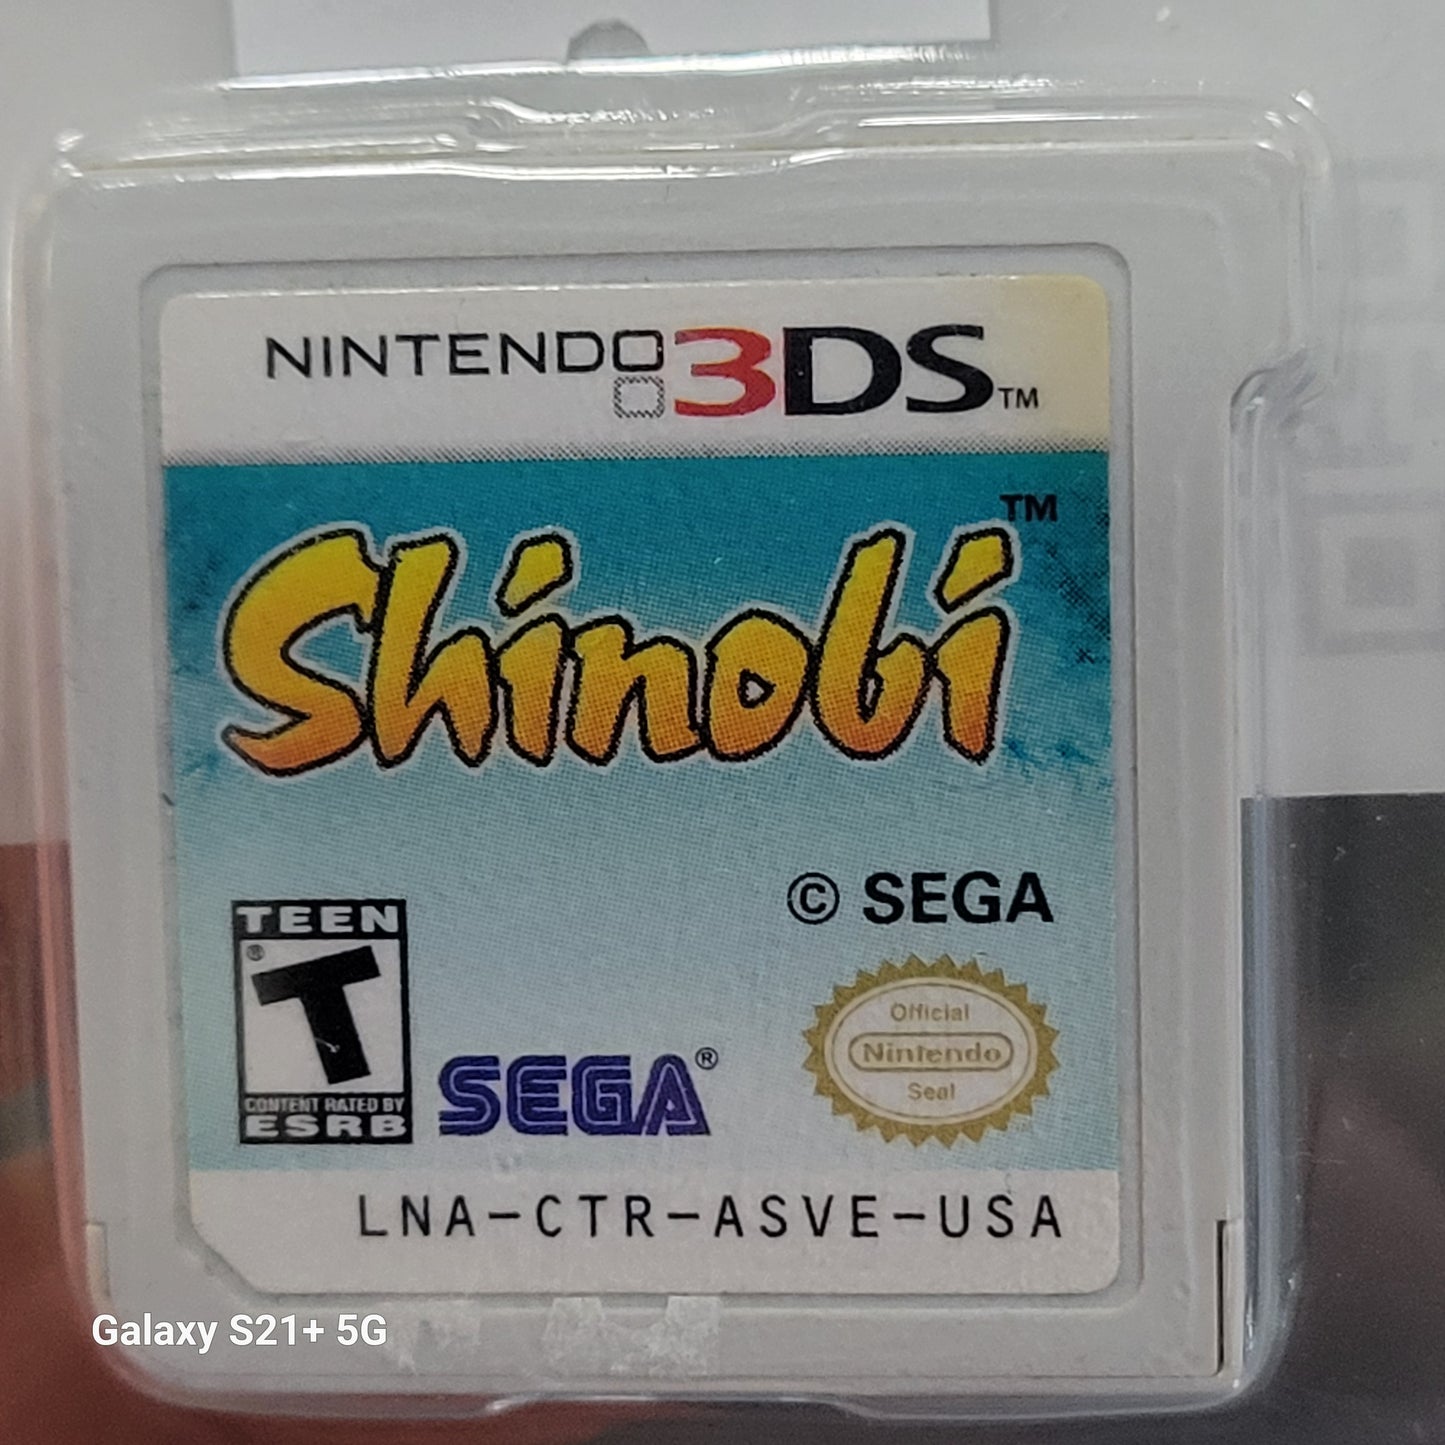 NINTENDO 3DS™
Shinobi™
© SEGA
TEEN
®
T
CONTENT RATED BY
ESRB
SEGA®
Official
Nintendo
Seal
LNA-CTR-ASVE-USA
Galaxy S21+ 5G